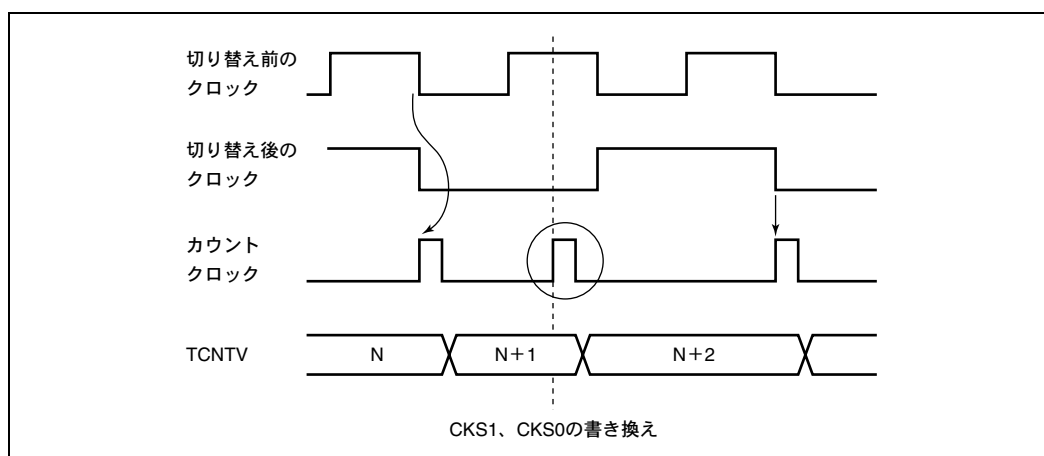 切り替え前の
クロック
切り替え後の
クロック
カウント
クロック
TCNTV
N
N+1
N+2
CKS1、CKS0の書き換え